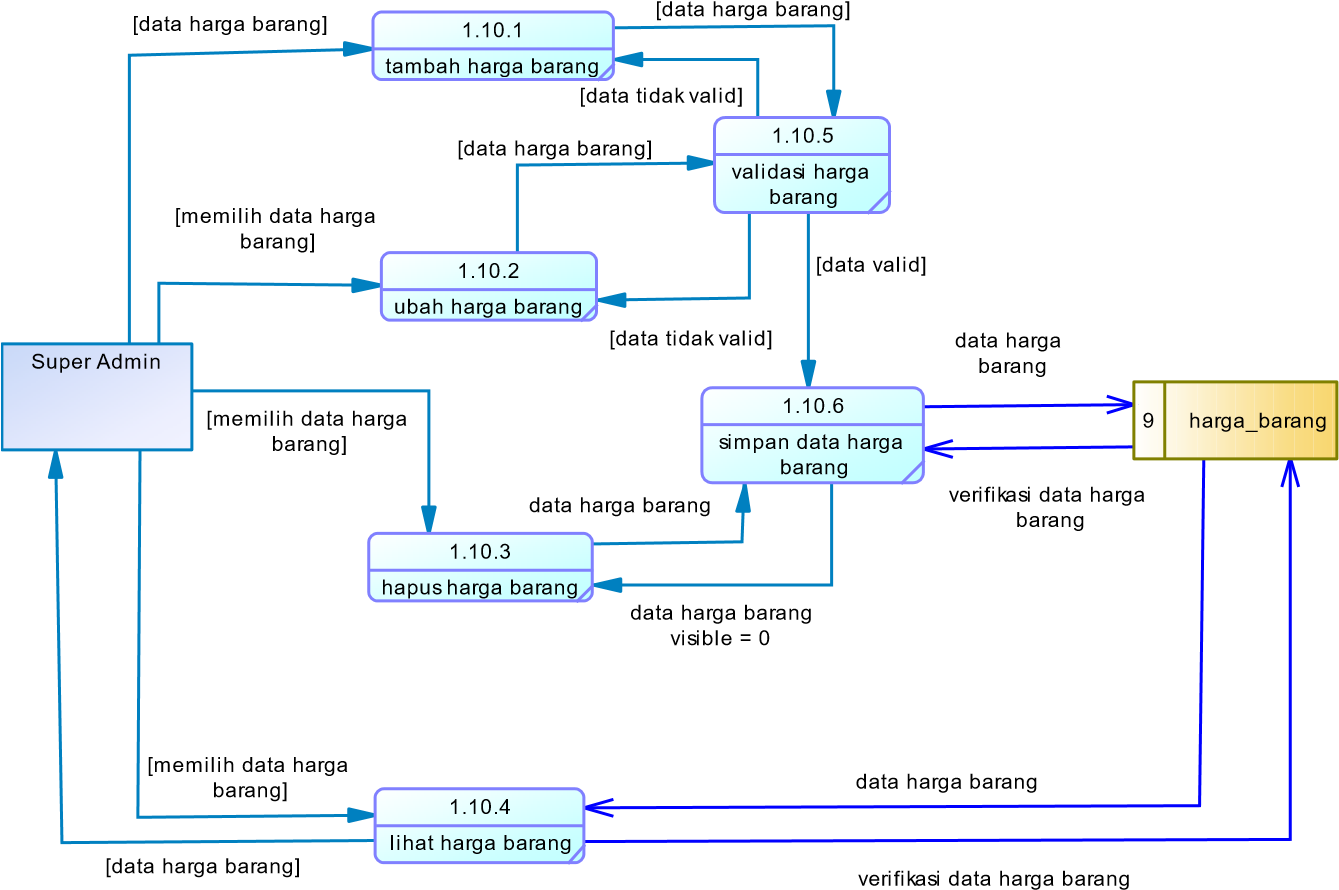 [data harga barang]
1.10.1
tambah harga barang
[data harga barang]
[data tidak valid]
1.10.5
validasi harga
barang
[data harga barang]
[memilih data harga
barang]
1.10.2
ubah harga barang
[data valid]
[data tidak valid]
Super Admin
data harga
barang
1.10.6
simpan data harga
barang
9
harga_barang
[memilih data harga
barang]
verifikasi data harga
barang
data harga barang
1.10.3
hapus harga barang
data harga barang
visible = 0
[memilih data harga
barang]
data harga barang
1.10.4
lihat harga barang
[data harga barang]
verifikasi data harga barang